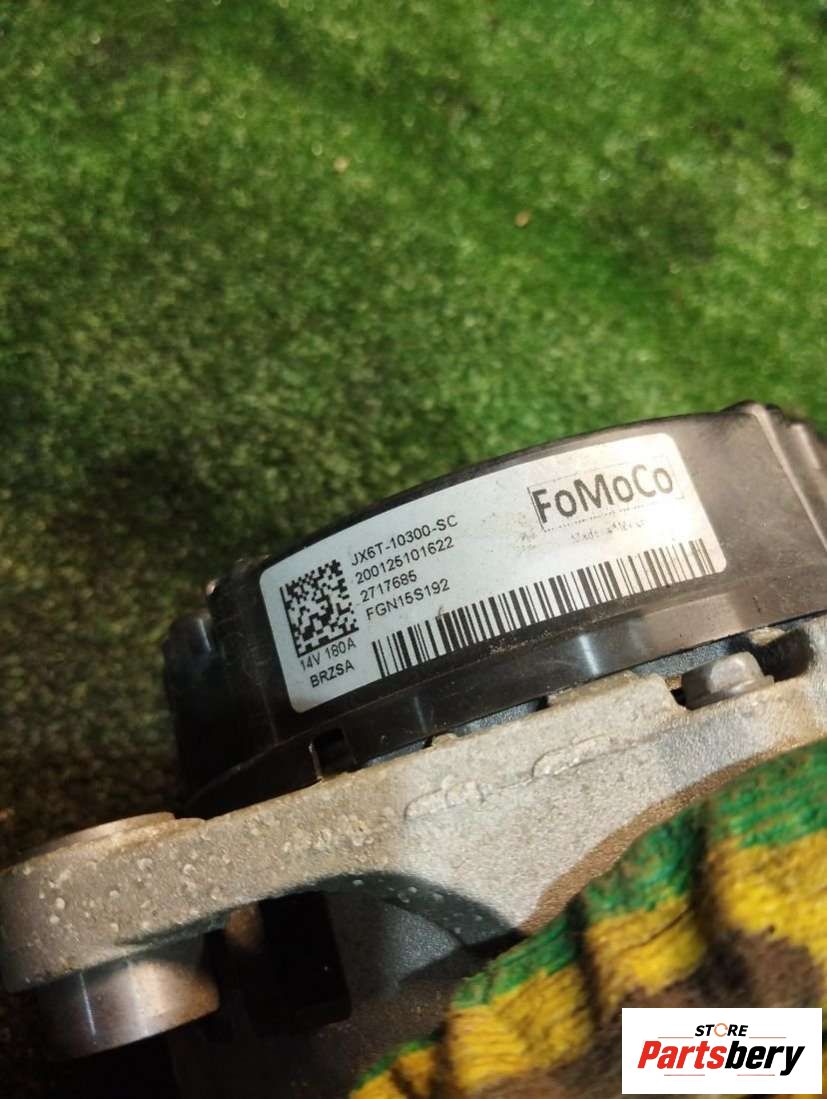 FoMoCo
JX6T-10300-SC
200125101622
2717685
FGN15S192
14V 180A
BRZSA
STORE
Partsbery